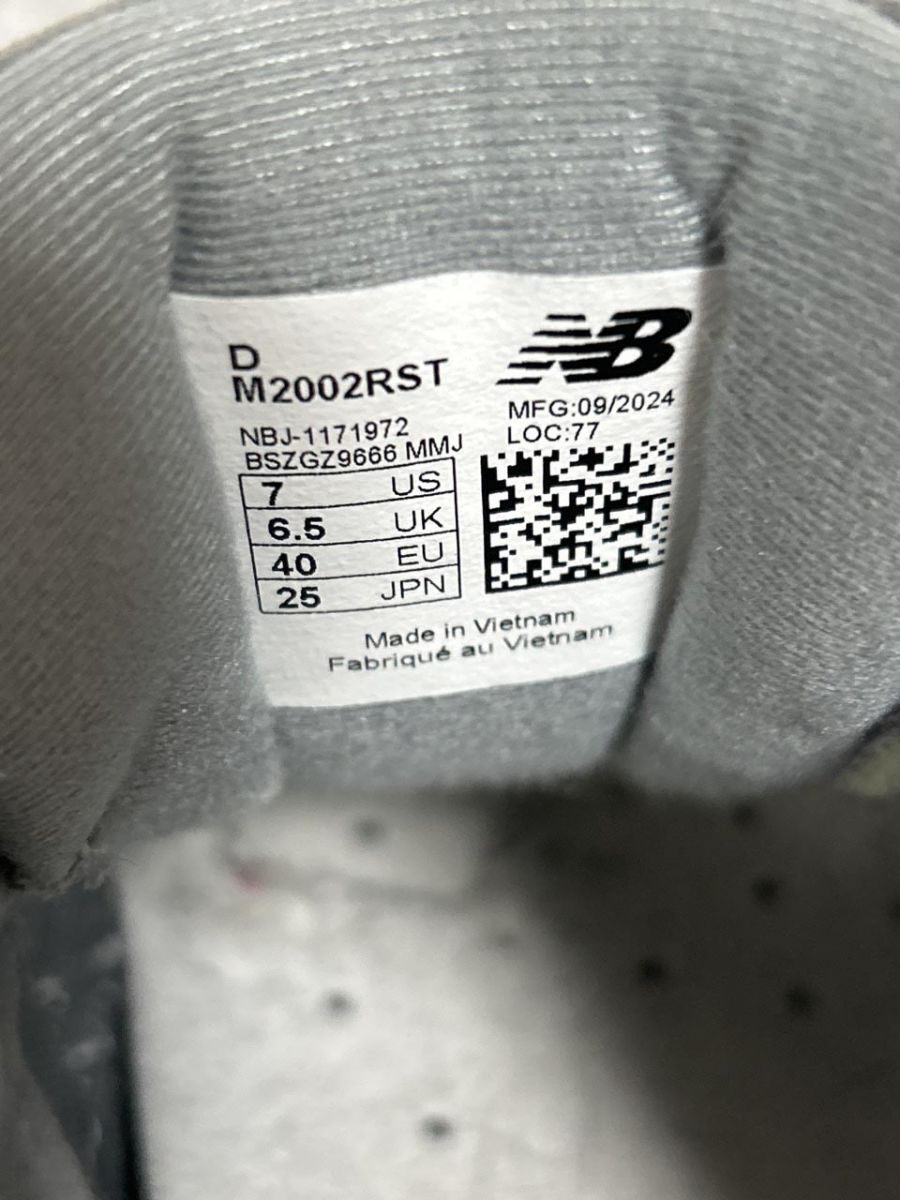 D
M2002RST
NB
MFG:09/2024
LOC:77
NBJ-1171972
BSZGZ9666 MMJ
7 US
6.5 UK
40 EU
25 JPN
Made in Vietnam
Fabriqué au Vietnam